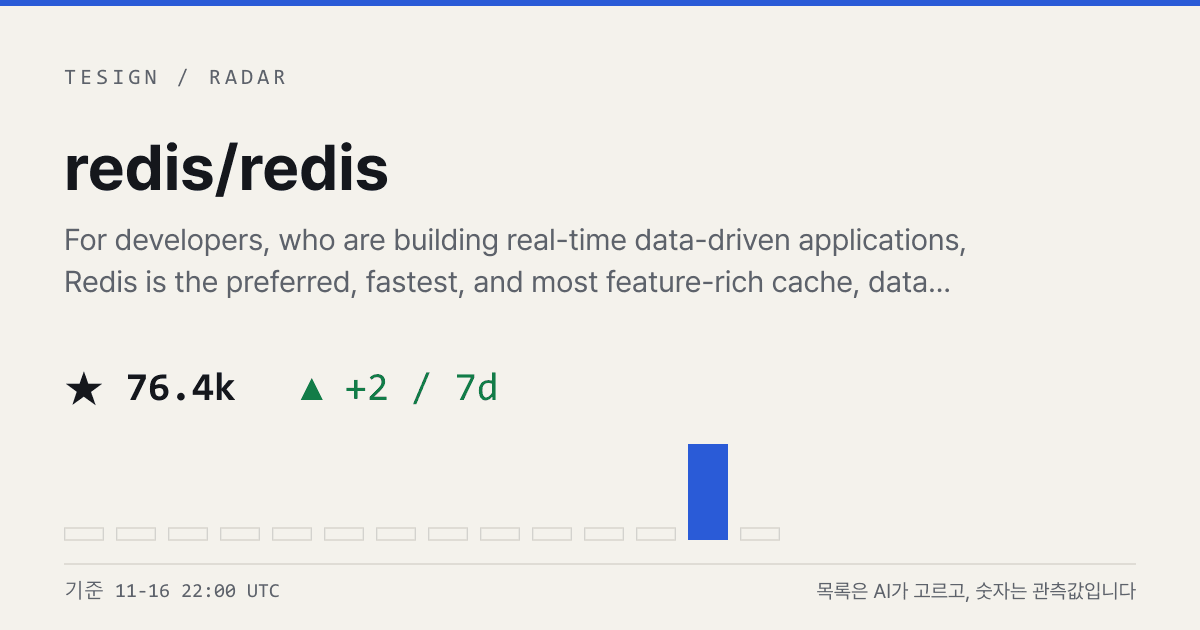 TESIGN / RADAR
redis/redis
For developers, who are building real-time data-driven applications,
Redis is the preferred, fastest, and most feature-rich cache, data…
★ 76.4k ▲ +2 / 7d
기준 11-16 22:00 UTC
목록은 AI가 고르고, 숫자는 관측값입니다